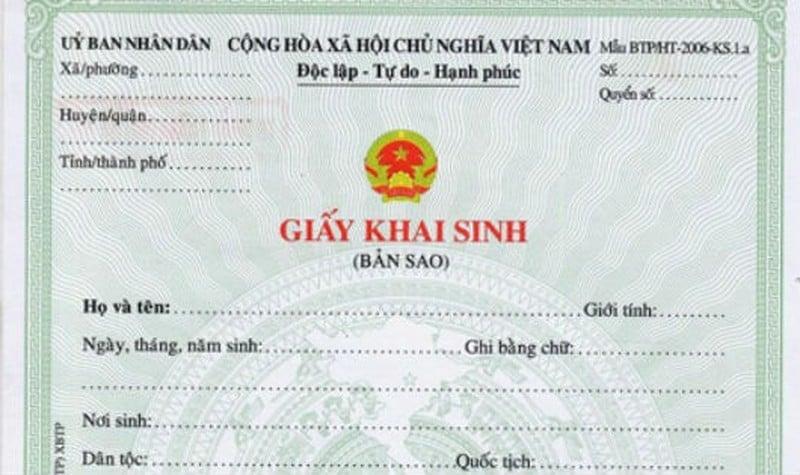 UỶ BAN NHÂN DÂN CỘNG HÒA XÃ HỘI CHỦ NGHĨA VIỆT NAM Mẫu BTP/HT-2006-KS.1.a
Xã/phường Độc lập - Tự do - Hạnh phúc Số:
Quyển số:
Huyện/quận
Tỉnh/thành phố
GIẤY KHAI SINH
(BẢN SAO)
Họ và tên: Giới tính:
Ngày, tháng, năm sinh: Ghi bằng chữ:
Nơi sinh:
Dân tộc: Quốc tịch: